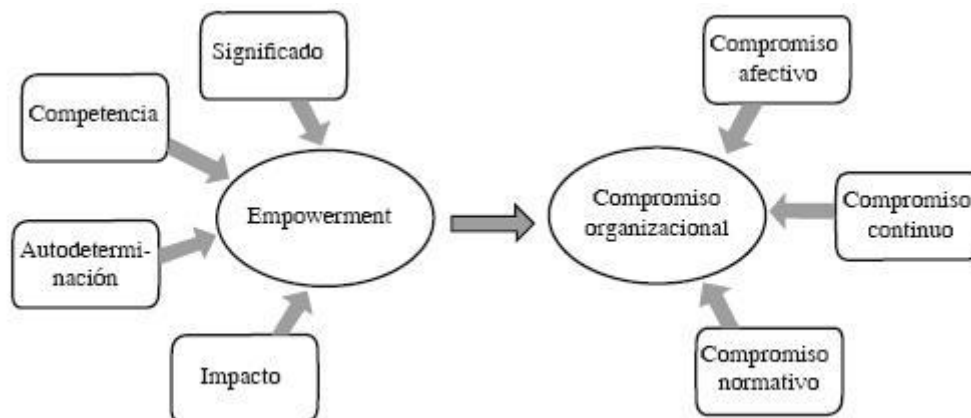 Significado
Competencia
Empowerment
Autodetermi-
nación
Impacto
Compromiso
afectivo
Compromiso
organizacional
Compromiso
continuo
Compromiso
normativo